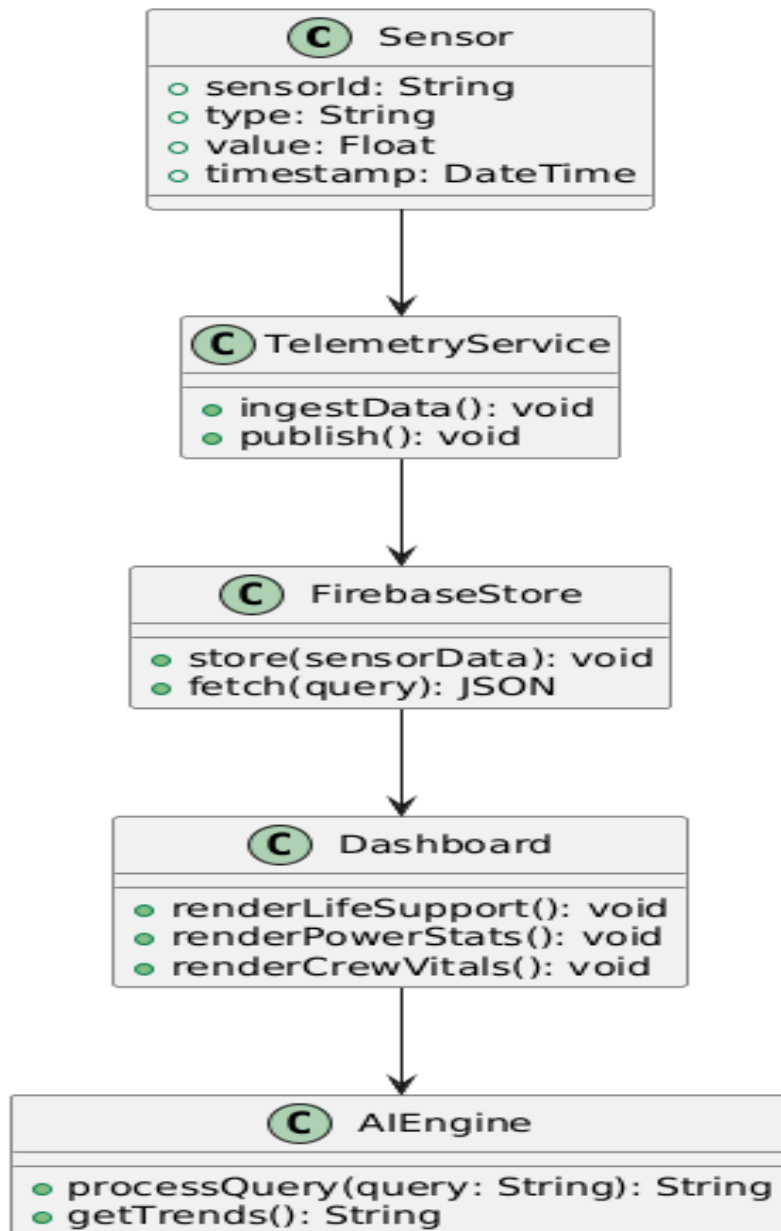 C Sensor
sensorId: String
type: String
value: Float
timestamp: DateTime
C TelemetryService
ingestData(): void
publish(): void
C FirebaseStore
store(sensorData): void
fetch(query): JSON
C Dashboard
renderLifeSupport(): void
renderPowerStats(): void
renderCrewVitals(): void
C AIEngine
processQuery(query: String): String
getTrends(): String